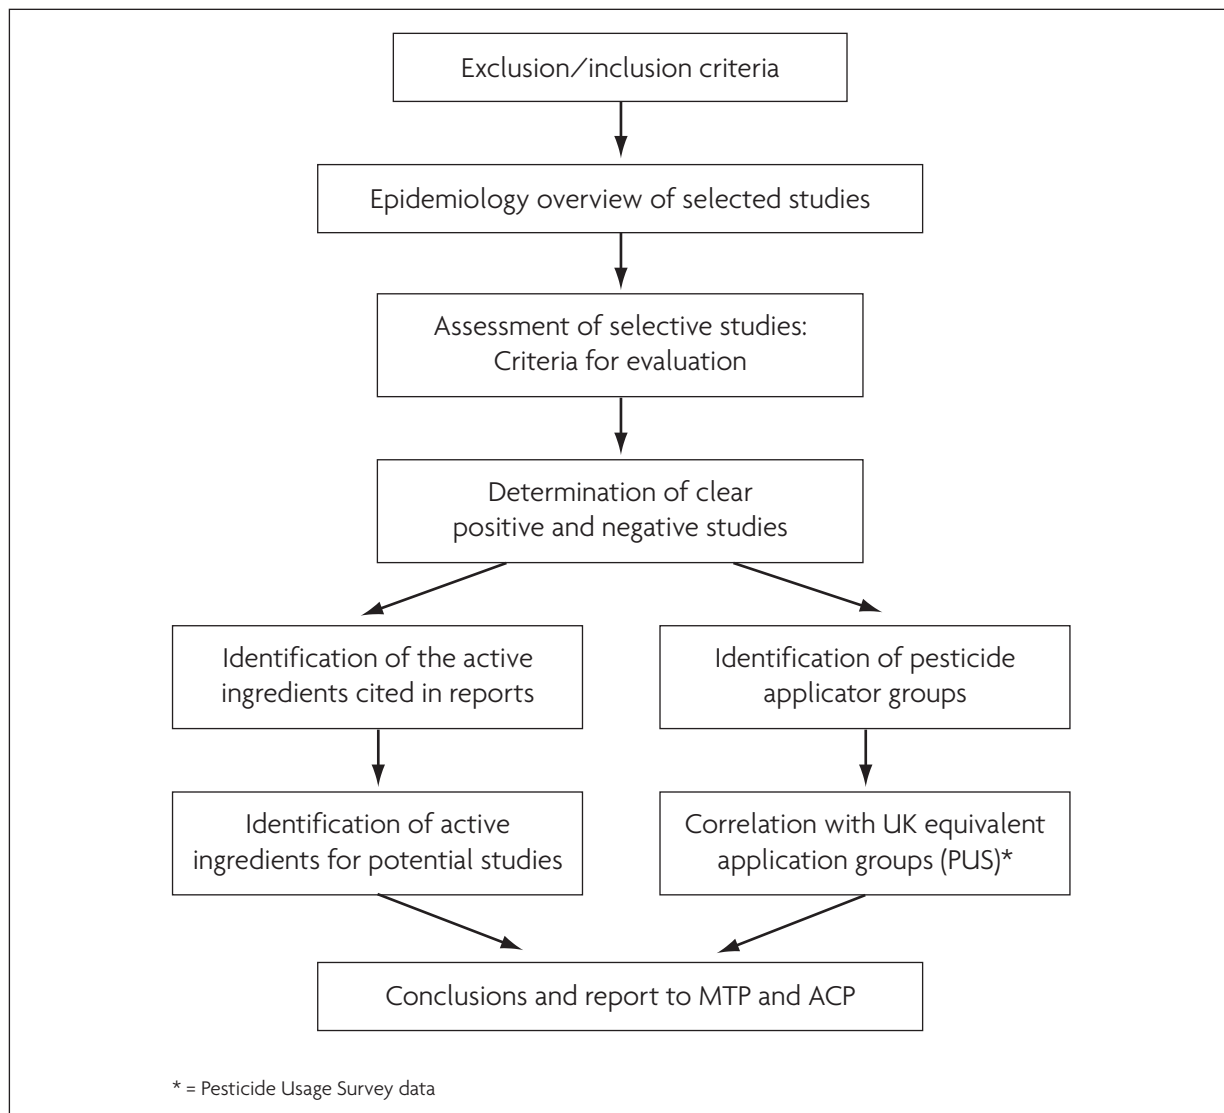 Exclusion/inclusion criteria
Epidemiology overview of selected studies
Assessment of selective studies:
Criteria for evaluation
Determination of clear
positive and negative studies
Identification of the active
ingredients cited in reports
Identification of pesticide
applicator groups
Identification of active
ingredients for potential studies
Correlation with UK equivalent
application groups (PUS)*
Conclusions and report to MTP and ACP
* = Pesticide Usage Survey data